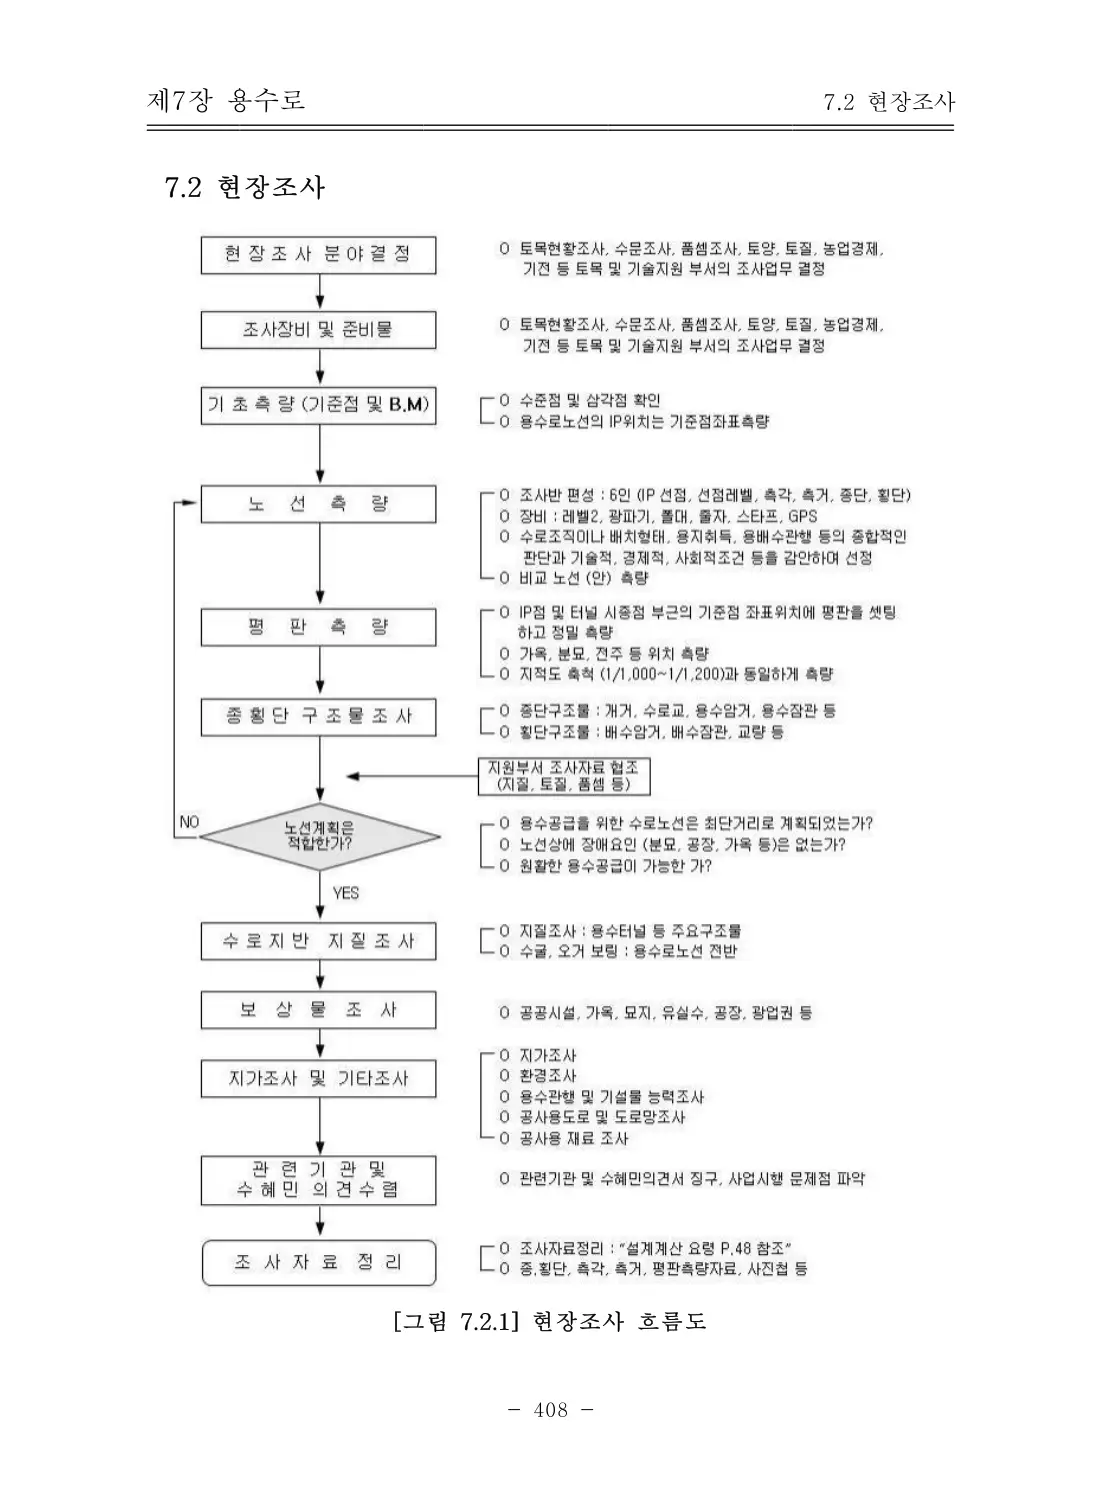 제7장 용수로
7.2 현장조사
7.2 현장조사
현 장 조 사 분 야 결 정
O 토목현황조사, 수문조사, 품셈조사, 토양, 토질, 농업경제,
기전 등 토목 및 기술지원 부서의 조사업무 결정
조사장비 및 준비물
O 토목현황조사, 수문조사, 품셈조사, 토양, 토질, 농업경제,
기전 등 토목 및 기술지원 부서의 조사업무 결정
기 초 측 량 (기준점 및 B.M)
O 수준점 및 삼각점 확인
O 용수로노선의 IP위치는 기준점좌표측량
노 선 측 량
O 조사반 편성 : 6인 (IP 선점, 선점레벨, 측각, 측거, 종단, 횡단)
O 장비 : 레벨2, 광파기, 폴대, 줄자, 스타프, GPS
O 수로조직이나 배치형태, 용지취득, 용배수관행 등의 종합적인
판단과 기술적, 경제적, 사회적조건 등을 감안하며 선정
O 비교 노선 (안) 측량
평 판 측 량
O IP점 및 터널 시종점 부근의 기준점 좌표위치에 평판을 셋팅
하고 정밀 측량
O 가옥, 분묘, 전주 등 위치 측량
O 지적도 축척 (1/1,000~1/1,200)과 동일하게 측량
종 횡 단 구 조 물 조 사
O 종단구조물 : 개거, 수로교, 용수암거, 용수잠관 등
O 횡단구조물 : 배수암거, 배수잠관, 교량 등
지원부서 조사자료 협조
(지질, 토질, 품셈 등)
NO
노선계획은
적합한가?
O 용수공급을 위한 수로노선은 최단거리로 계획되었는가?
O 노선상에 장애요인 (분묘, 공장, 가옥 등)은 없는가?
O 원활한 용수공급이 가능한 가?
YES
수 로 지 반 지 질 조 사
O 지질조사 : 용수터널 등 주요구조물
O 수굴, 오거 보링 : 용수로노선 전반
보 상 물 조 사
O 공공시설, 가옥, 묘지, 유실수, 공장, 광업권 등
지가조사 및 기타조사
O 지가조사
O 환경조사
O 용수관행 및 기설물 능력조사
O 공사용도로 및 도로망조사
O 공사용 재료 조사
관 련 기 관 및
수 혜 민 의 견 수 렴
O 관련기관 및 수혜민의견서 징구, 사업시행 문제점 파악
조 사 자 료 정 리
O 조사자료정리 : "설계계산 요령 P.48 참조"
O 종,횡단, 측각, 측거, 평판측량자료, 사진첩 등
[그림 7.2.1] 현장조사 흐름도
- 408 -